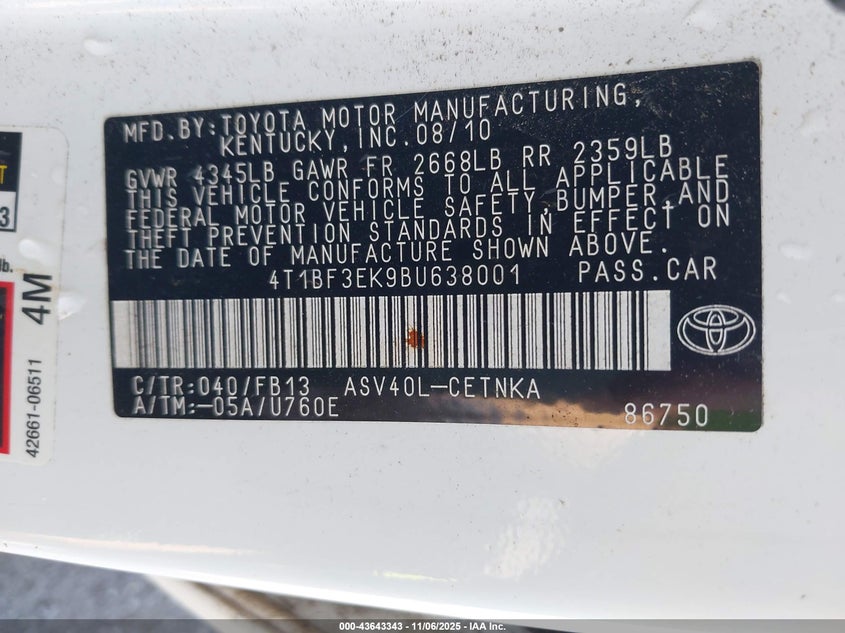 MFD.BY:TOYOTA MOTOR MANUFACTURING,
KENTUCKY,INC.08/10
GVWR 4345LB GAWR FR 2668LB RR 2359LB
THIS VEHICLE CONFORMS TO ALL APPLICABLE
FEDERAL MOTOR VEHICLE SAFETY,BUMPER,AND
THEFT PREVENTION STANDARDS IN EFFECT ON
THE DATE OF MANUFACTURE SHOWN ABOVE.
4T1BF3EK9BU638001 PASS.CAR
C/TR:040/FB13 ASV40L-CETNKA
A/TM:-05A/U760E 86750
3
lb.
4M
42661-06511
000-43643343 | 11/06/2025 - IAA Inc.